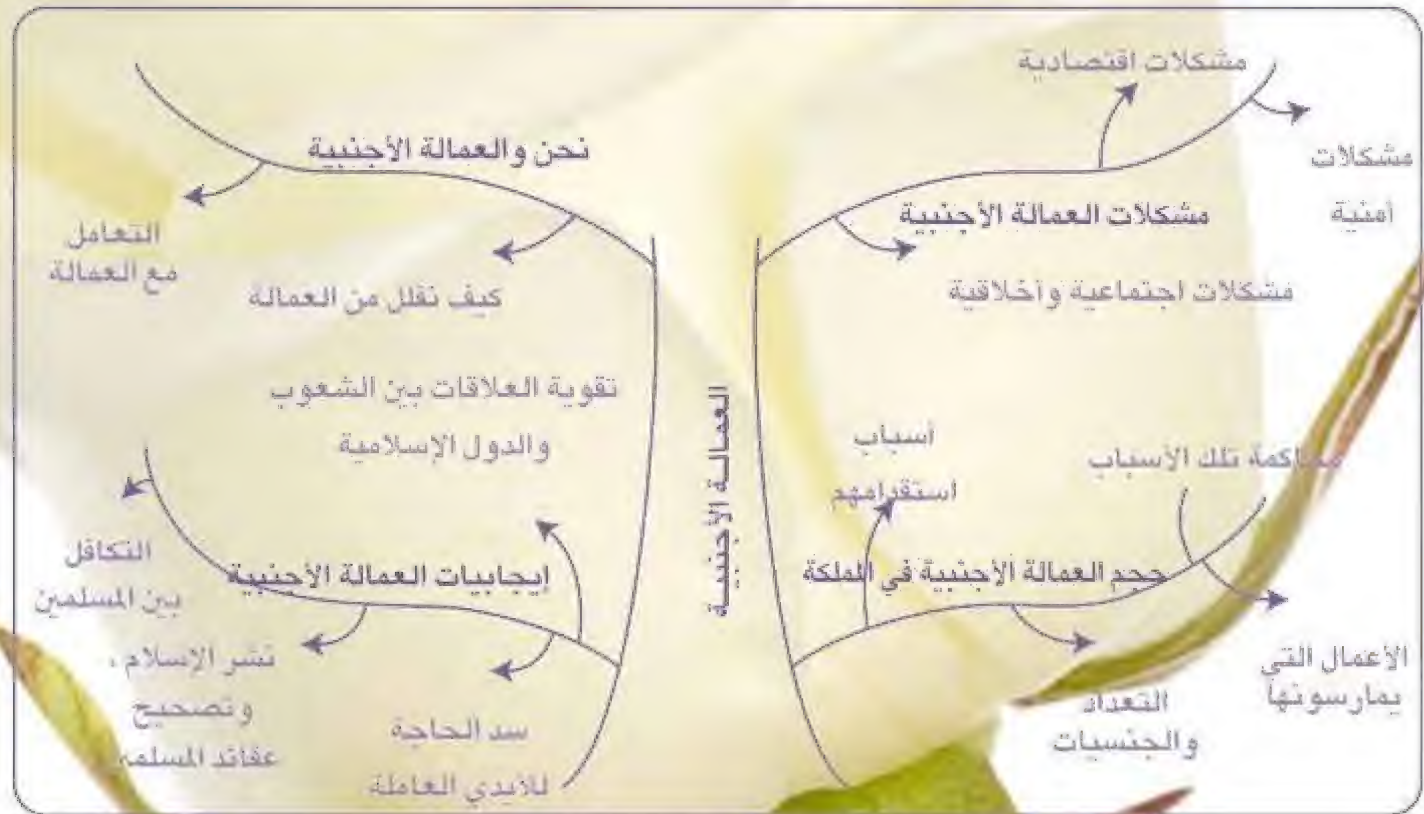 مشكلات اقتصادية
مشكلات
أمنية
مشكلات العمالة الأجنبية
مشكلات اجتماعية وأخلاقية
نحن والعمالة الأجنبية
التعامل
مع العمالة
كيف نقلل من العمالة
العمالة الأجنبية
أسباب
استقدامهم
محاكمة تلك الأسباب
حجم العمالة الأجنبية في المملكة
الأعمال التي
يمارسونها
التعداد
والجنسيات
تقوية العلاقات بين الشعوب
والدول الإسلامية
إيجابيات العمالة الأجنبية
التكافل
بين المسلمين
نشر الإسلام،
وتصحيح
عقائد المسلمين
سد الحاجة
للأيدي العاملة